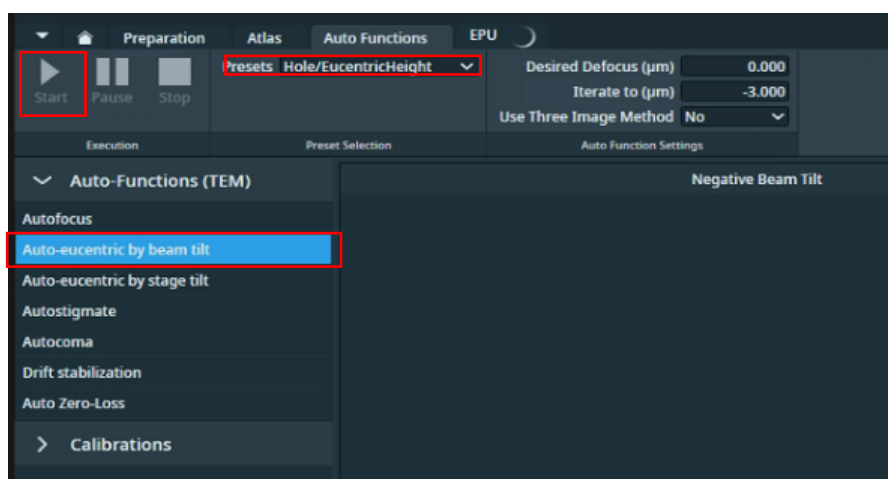 Preparation Atlas Auto Functions EPU
Presets Hole/EucentricHeight
Desired Defocus (µm) 0.000
Iterate to (µm) -3.000
Use Three Image Method No
Start Pause Stop
Execution Preset Selection Auto Function Settings
Auto-Functions (TEM)
Negative Beam Tilt
Autofocus
Auto-eucentric by beam tilt
Auto-eucentric by stage tilt
Autostigmate
Autocoma
Drift stabilization
Auto Zero-Loss
Calibrations